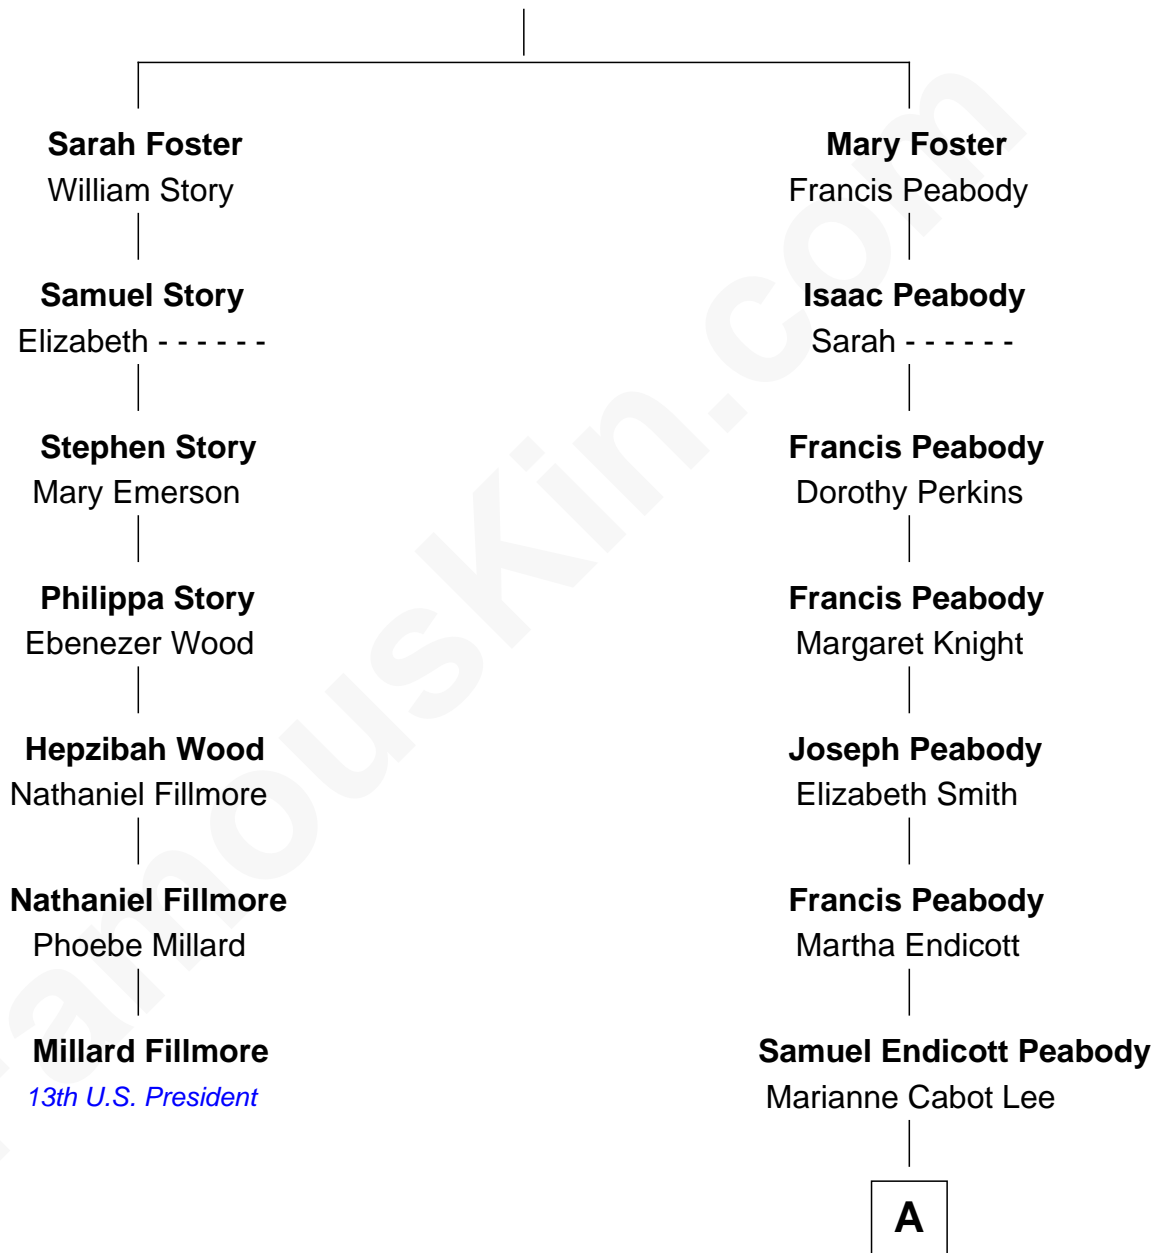 Sarah Foster
William Story
Samuel Story
Elizabeth - - - - - -
Stephen Story
Mary Emerson
Philippa Story
Ebenezer Wood
Hepzibah Wood
Nathaniel Fillmore
Nathaniel Fillmore
Phoebe Millard
Millard Fillmore
13th U.S. President
Mary Foster
Francis Peabody
Isaac Peabody
Sarah - - - - - -
Francis Peabody
Dorothy Perkins
Francis Peabody
Margaret Knight
Joseph Peabody
Elizabeth Smith
Francis Peabody
Martha Endicott
Samuel Endicott Peabody
Marianne Cabot Lee
A
FamousKin.com